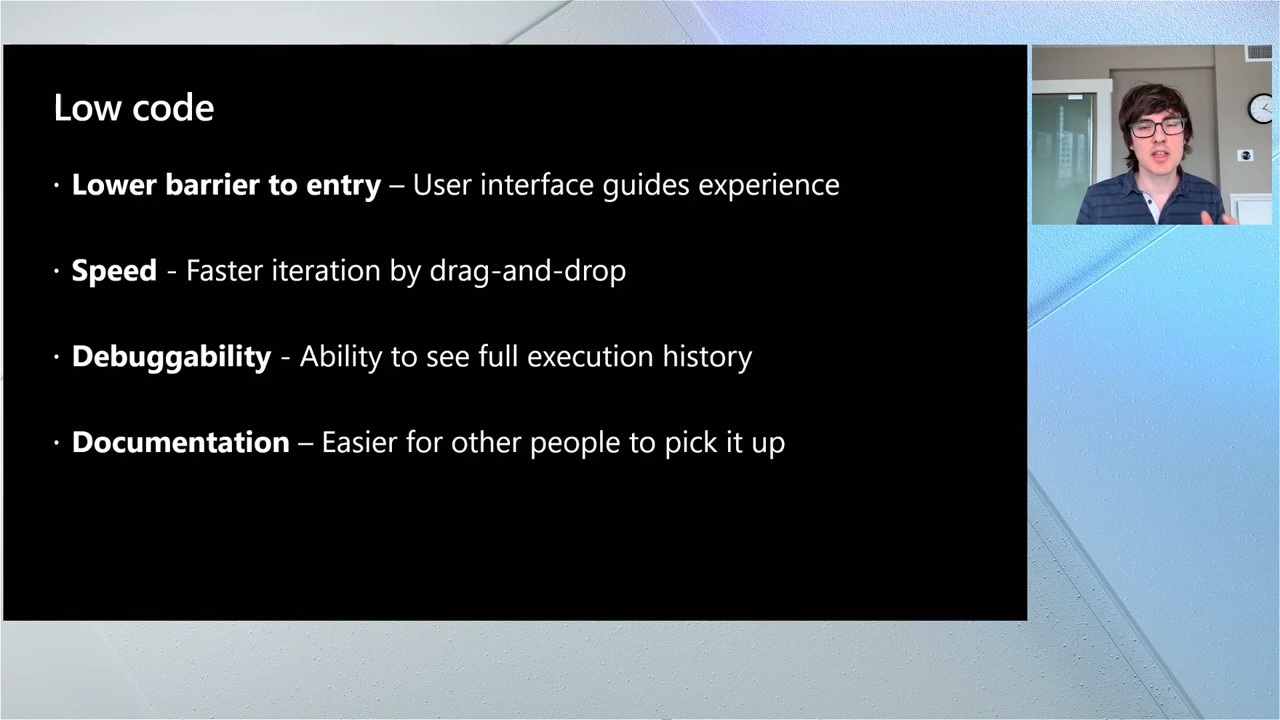 Low code
· Lower barrier to entry – User interface guides experience
· Speed - Faster iteration by drag-and-drop
· Debuggability - Ability to see full execution history
· Documentation – Easier for other people to pick it up